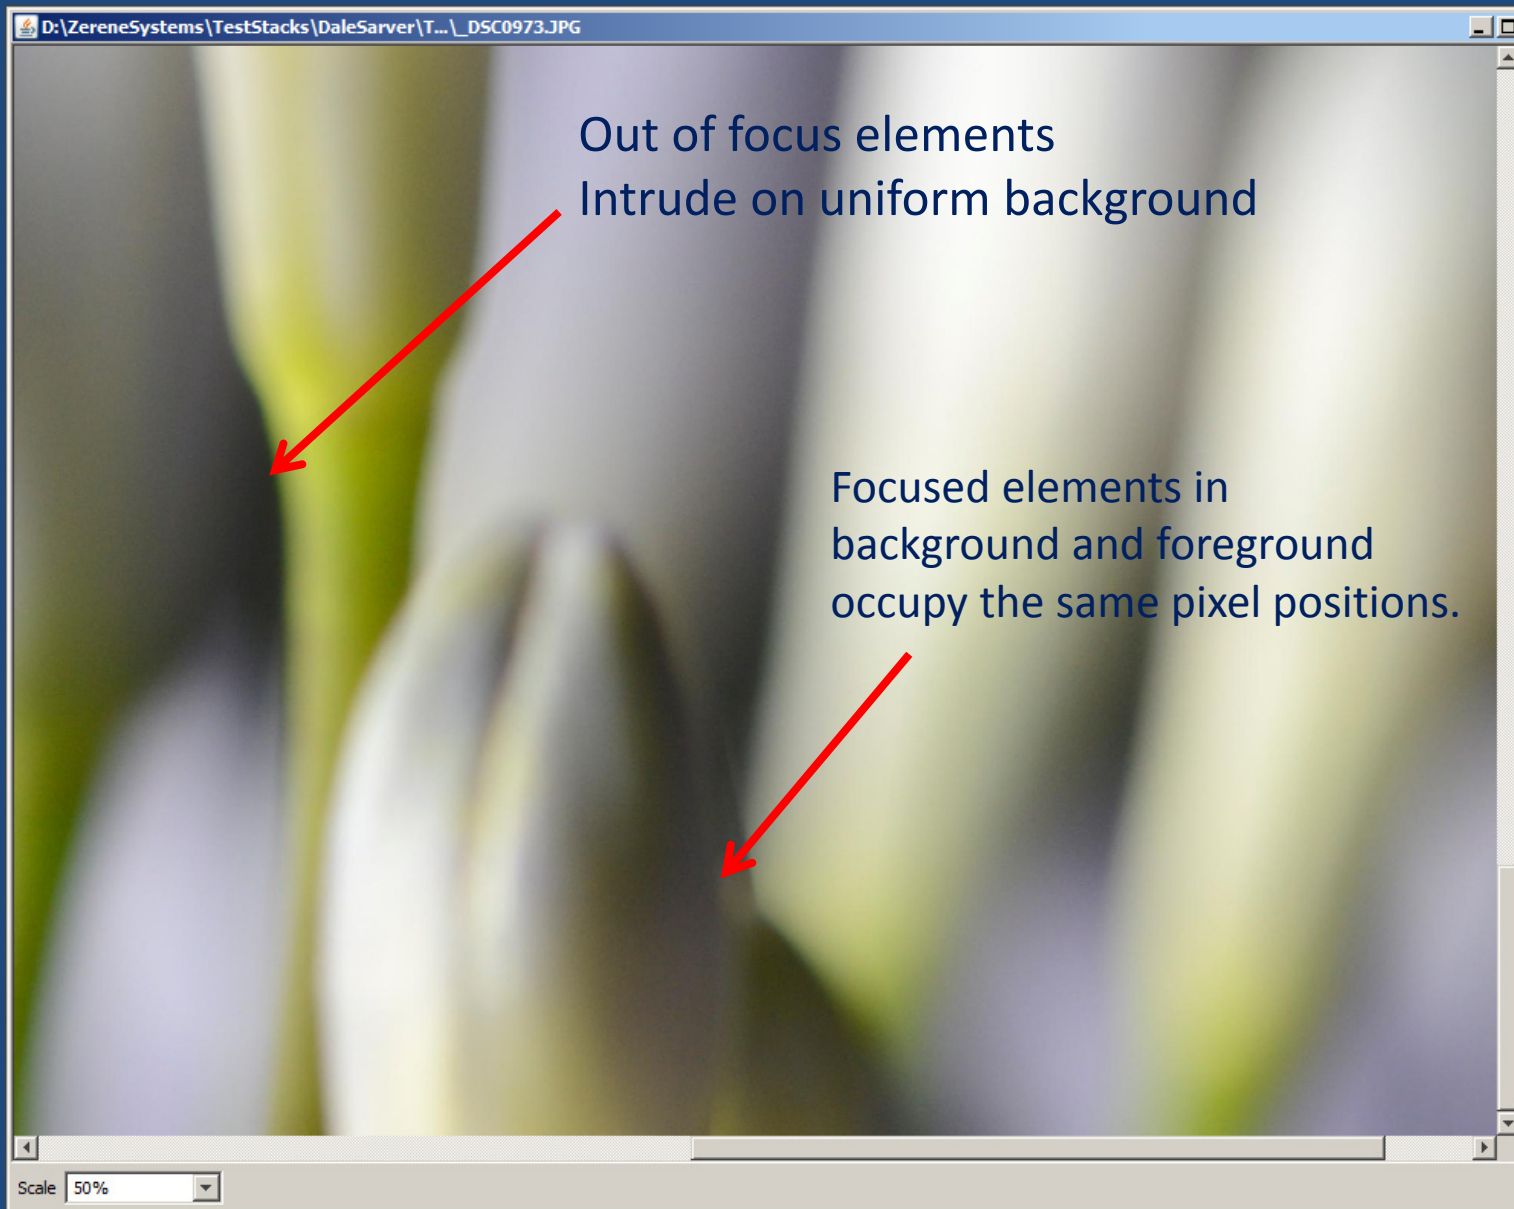 D:\ZereneSystems\TestStacks\DaleSarver\T...\_DSC0973.JPG
Out of focus elements
Intrude on uniform background
Focused elements in
background and foreground
occupy the same pixel positions.
Scale 50%